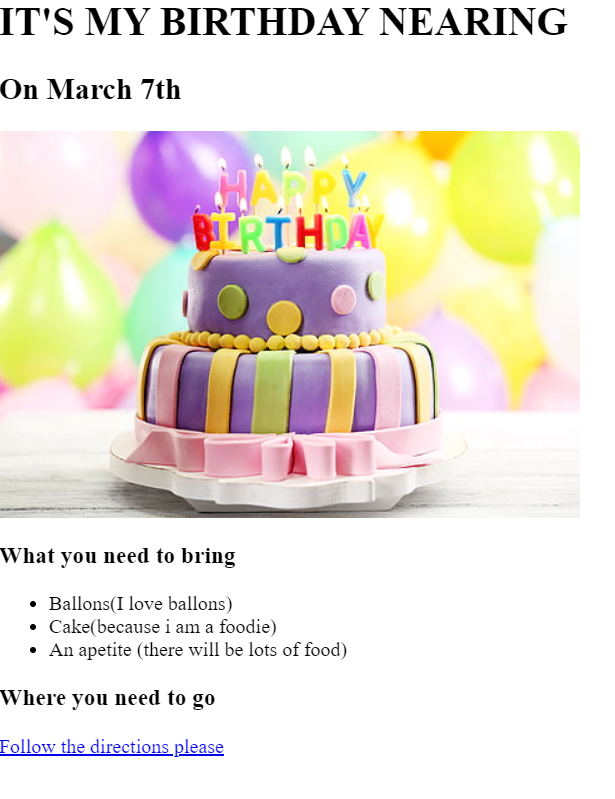 IT'S MY BIRTHDAY NEARING
On March 7th
HAPPY
BIRTHDAY
What you need to bring
Ballons(I love ballons)
Cake(because i am a foodie)
An apetite (there will be lots of food)
Where you need to go
Follow the directions please